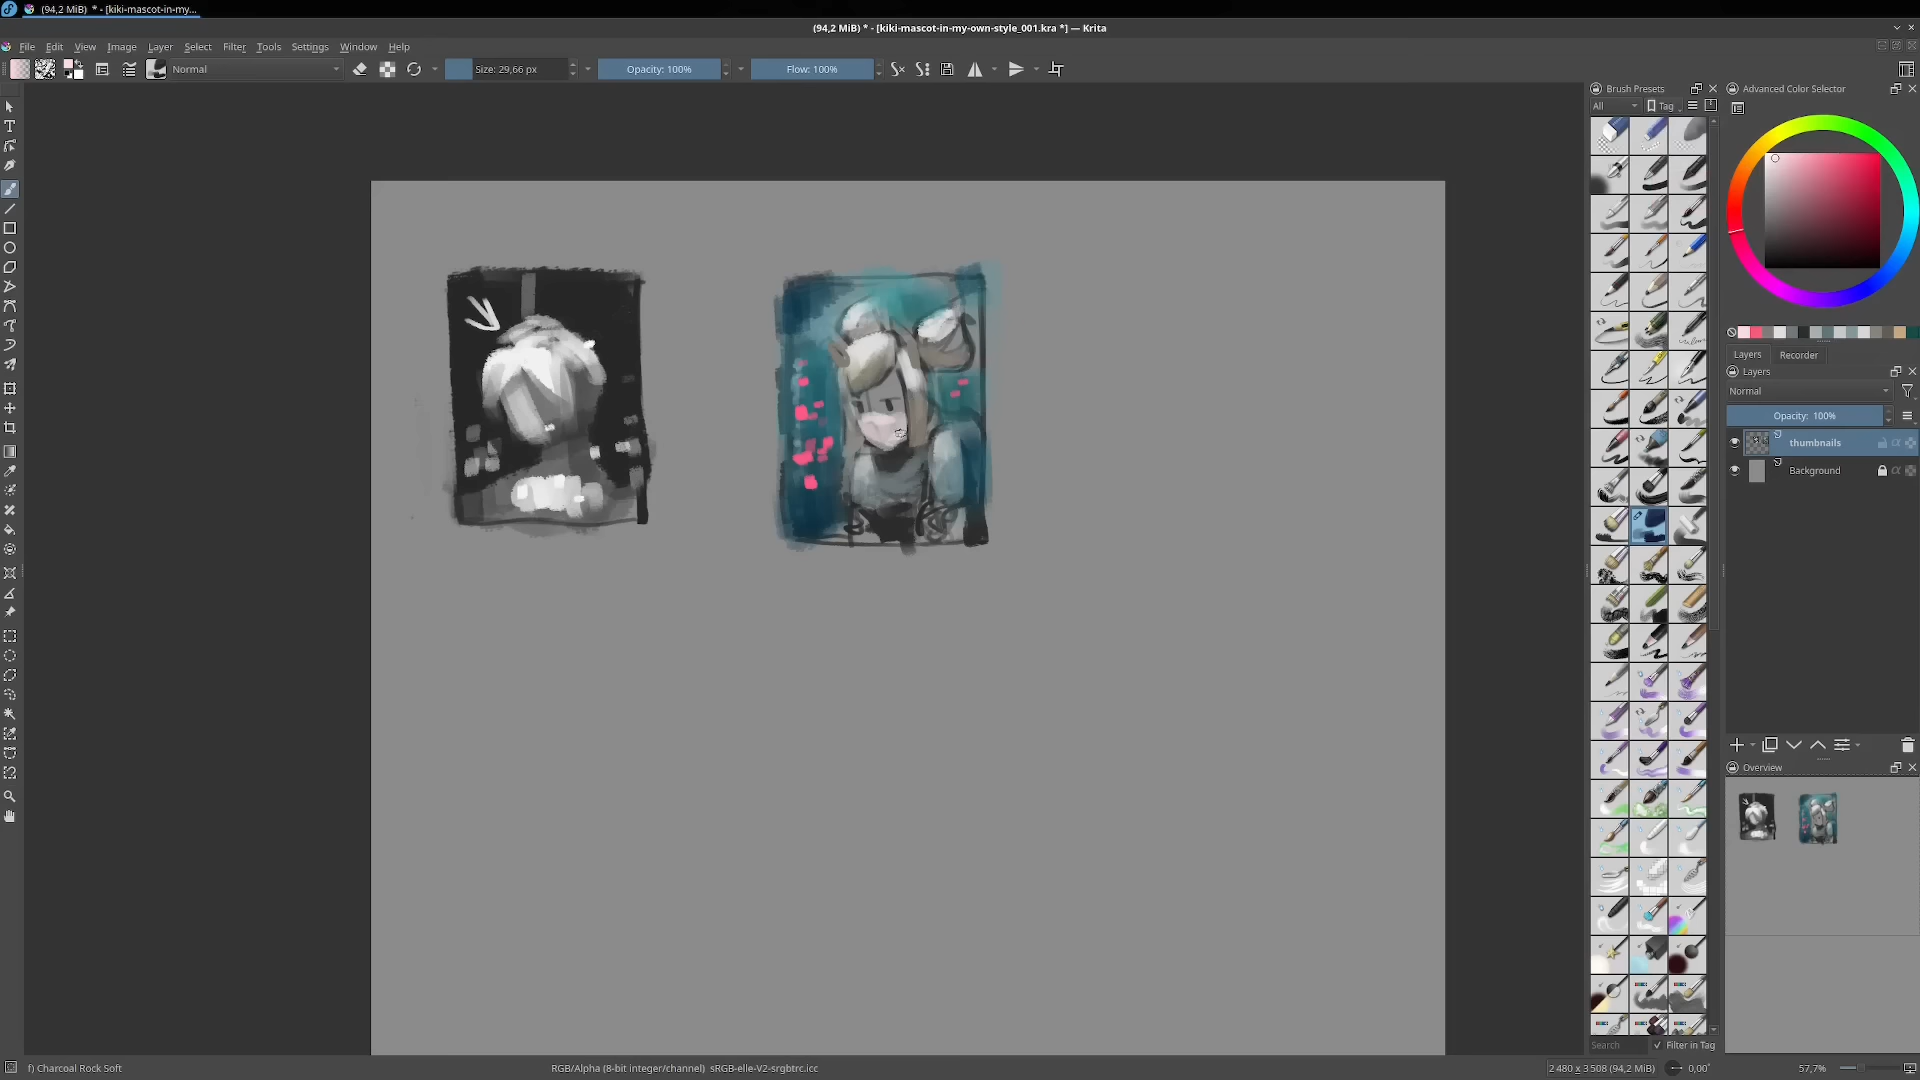 (94,2 MiB) * - [kiki-mascot-in-my...
(94,2 MiB) * - [kiki-mascot-in-my-own-style_001.kra *] — Krita
File Edit View Image Layer Select Filter Tools Settings Window Help
Normal
Size: 29,66 px
Opacity: 100%
Flow: 100%
Brush Presets
All
Tag
Advanced Color Selector
Layers Recorder
Layers
Normal
Opacity: 100%
thumbnails
Background
Overview
Search
Filter in Tag
f) Charcoal Rock Soft
RGB/Alpha (8-bit integer/channel) sRGB-elle-V2-srgbtrc.icc
2 480 x 3 508 (94,2 MiB)
0,00°
57,7%